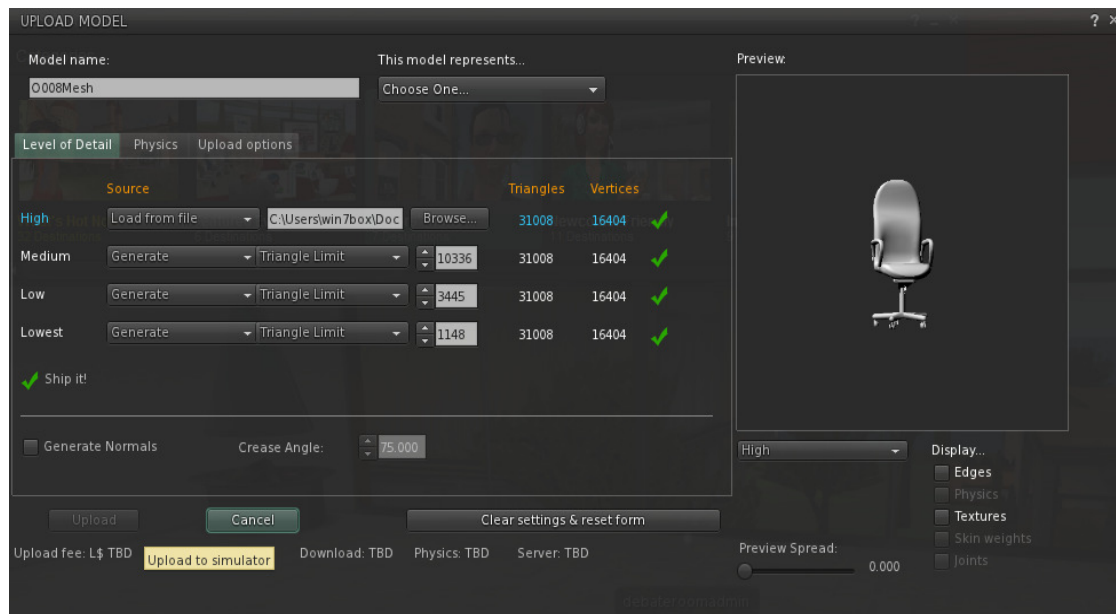 UPLOAD MODEL
? ×
Model name:
This model represents...
Preview:
O008Mesh
Choose One...
Level of Detail
Physics
Upload options
Source
Triangles
Vertices
High
Load from file
C:\Users\win7box\Doc
Browse...
31008
16404
Medium
Generate
Triangle Limit
10336
31008
16404
Low
Generate
Triangle Limit
3445
31008
16404
Lowest
Generate
Triangle Limit
1148
31008
16404
Ship it!
Generate Normals
Crease Angle:
75.000
High
Display...
Edges
Physics
Textures
Skin weights
Joints
Upload
Cancel
Clear settings & reset form
Upload fee: L$ TBD
Upload to simulator
Download: TBD
Physics: TBD
Server: TBD
Preview Spread:
0.000
debateroomadmin